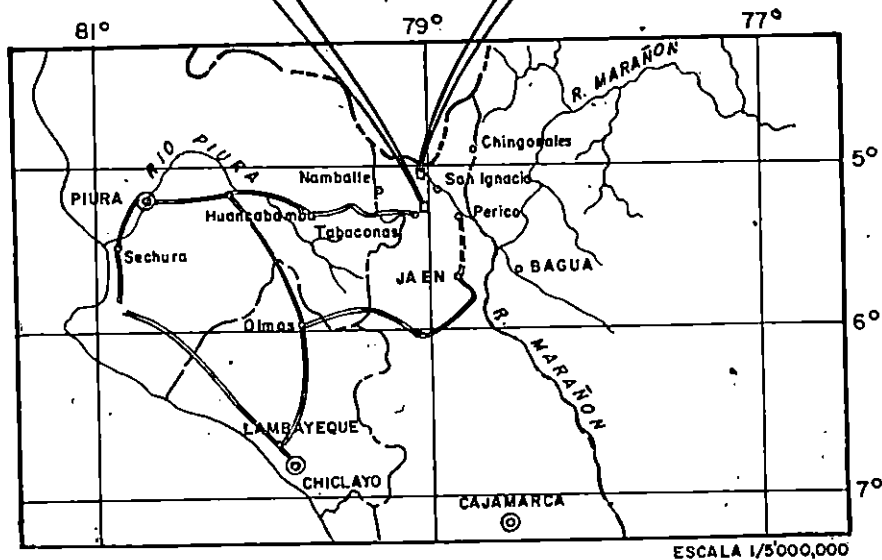 81° 79° 77°
R. MARAÑON
Chingozales
5°
RIO PIURA
Namballe
San Ignacio
PIURA
Huancabamba
Perico
Tabaconas
Sechura
JAEN
BAGUA
Olmos
6°
R. MARAÑON
LAMBAYEQUE
CHICLAYO
7°
CAJAMARCA
ESCALA 1/5'000,000